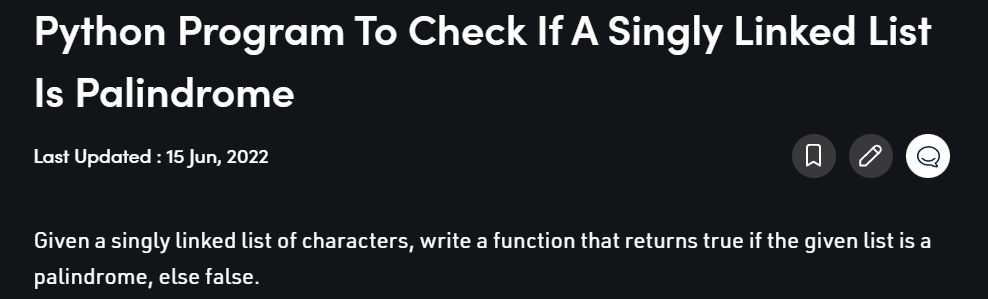 Python Program To Check If A Singly Linked List
Is Palindrome
Last Updated : 15 Jun, 2022
Given a singly linked list of characters, write a function that returns true if the given list is a
palindrome, else false.